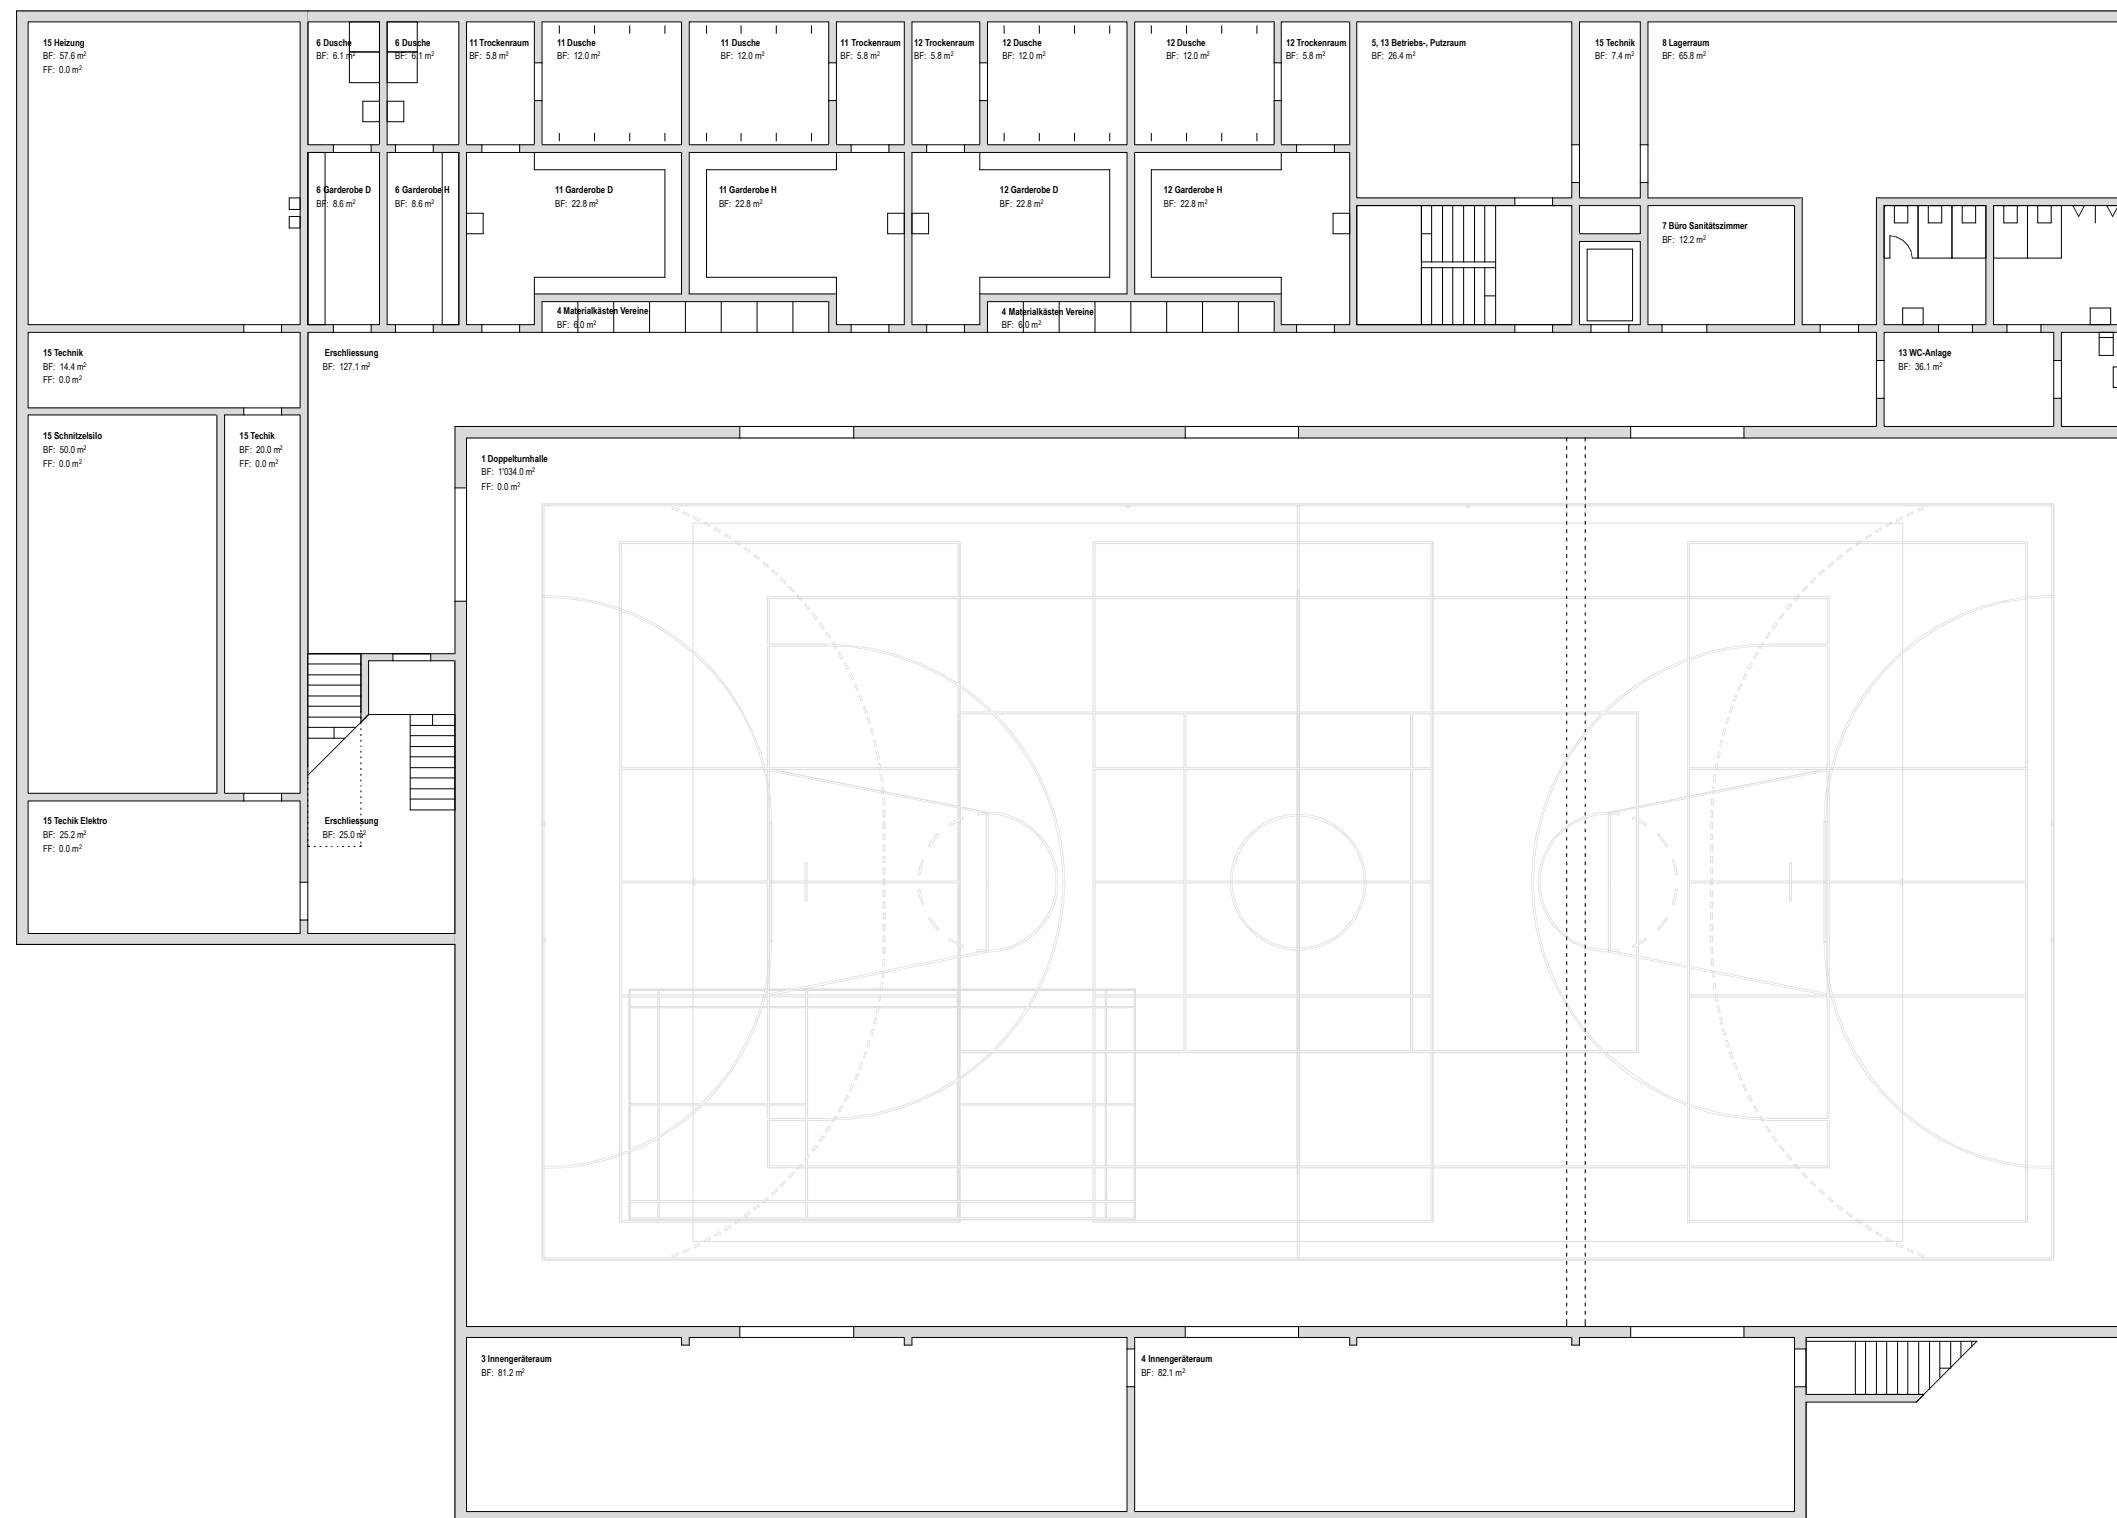 15 Heizung
BF: 57.6 m²
FF: 0.0 m²
6 Dusche
BF: 6.1 m²
6 Dusche
BF: 6.1 m²
11 Trockenraum
BF: 5.8 m²
11 Dusche
BF: 12.0 m²
11 Dusche
BF: 12.0 m²
11 Trockenraum
BF: 5.8 m²
12 Trockenraum
BF: 5.8 m²
12 Dusche
BF: 12.0 m²
12 Dusche
BF: 12.0 m²
12 Trockenraum
BF: 5.8 m²
5, 13 Betriebs-, Putzraum
BF: 26.4 m²
15 Technik
BF: 7.4 m²
8 Lagerraum
BF: 65.8 m²
6 Garderobe D
BF: 8.6 m²
6 Garderobe H
BF: 8.6 m²
11 Garderobe D
BF: 22.8 m²
11 Garderobe H
BF: 22.8 m²
12 Garderobe D
BF: 22.8 m²
12 Garderobe H
BF: 22.8 m²
7 Büro Sanitätszimmer
BF: 12.2 m²
4 Materialkästen Vereine
BF: 6.0 m²
4 Materialkästen Vereine
BF: 6.0 m²
15 Technik
BF: 14.4 m²
FF: 0.0 m²
Erschliessung
BF: 127.1 m²
13 WC-Anlage
BF: 36.1 m²
15 Schnitzelsilo
BF: 50.0 m²
FF: 0.0 m²
15 Techik
BF: 20.0 m²
FF: 0.0 m²
1 Doppelturnhalle
BF: 1'034.0 m²
FF: 0.0 m²
15 Techik Elektro
BF: 25.2 m²
FF: 0.0 m²
Erschliessung
BF: 25.0 m²
3 Innengeräteraum
BF: 81.2 m²
4 Innengeräteraum
BF: 82.1 m²